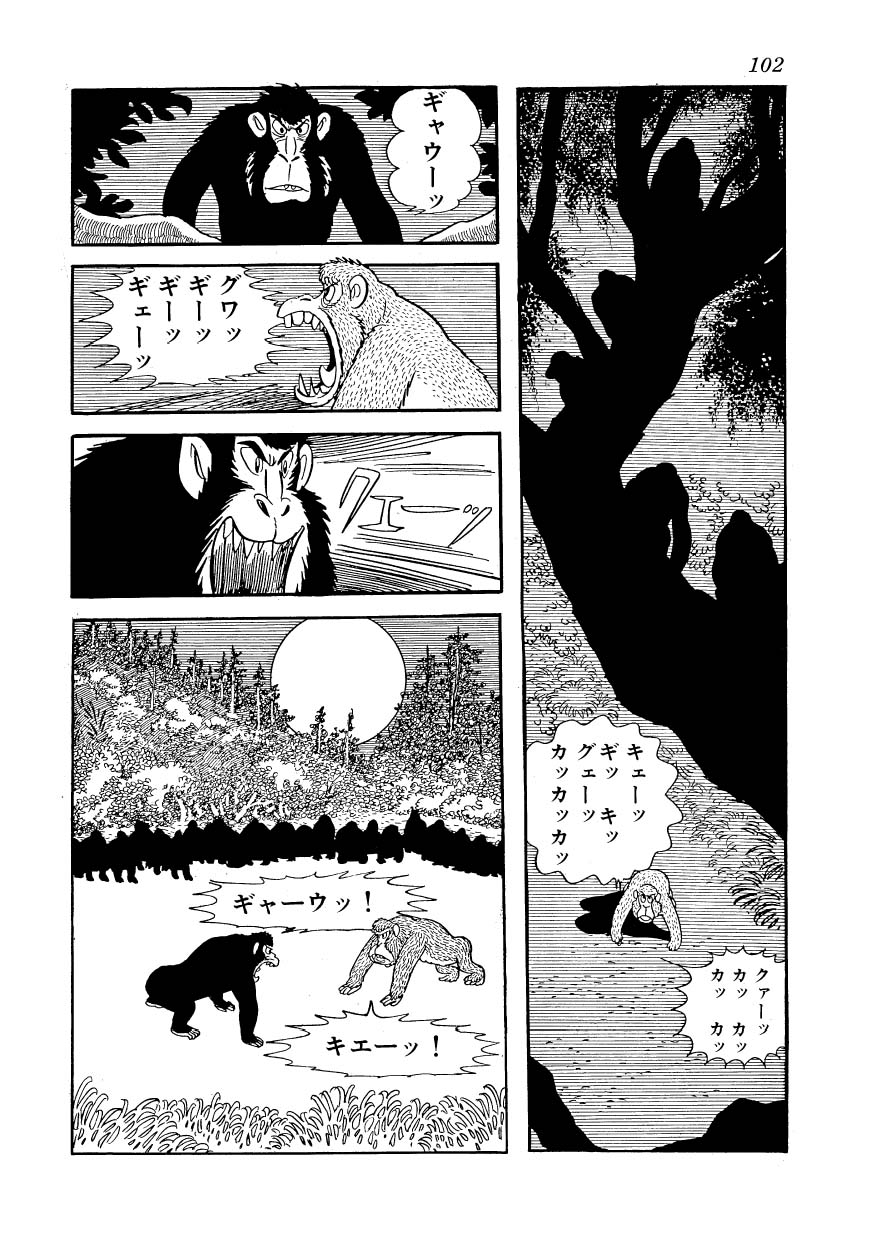 102
キェーッ
ギッ キッ
グェーッ
カッカッカッ
クァーッ
カッ カッ
カッ カッ
ギャウーッ
グワッ
ギーッ
ギーッ
ギェーッ
クエーッ
ギャーウッ！
キエーッ！